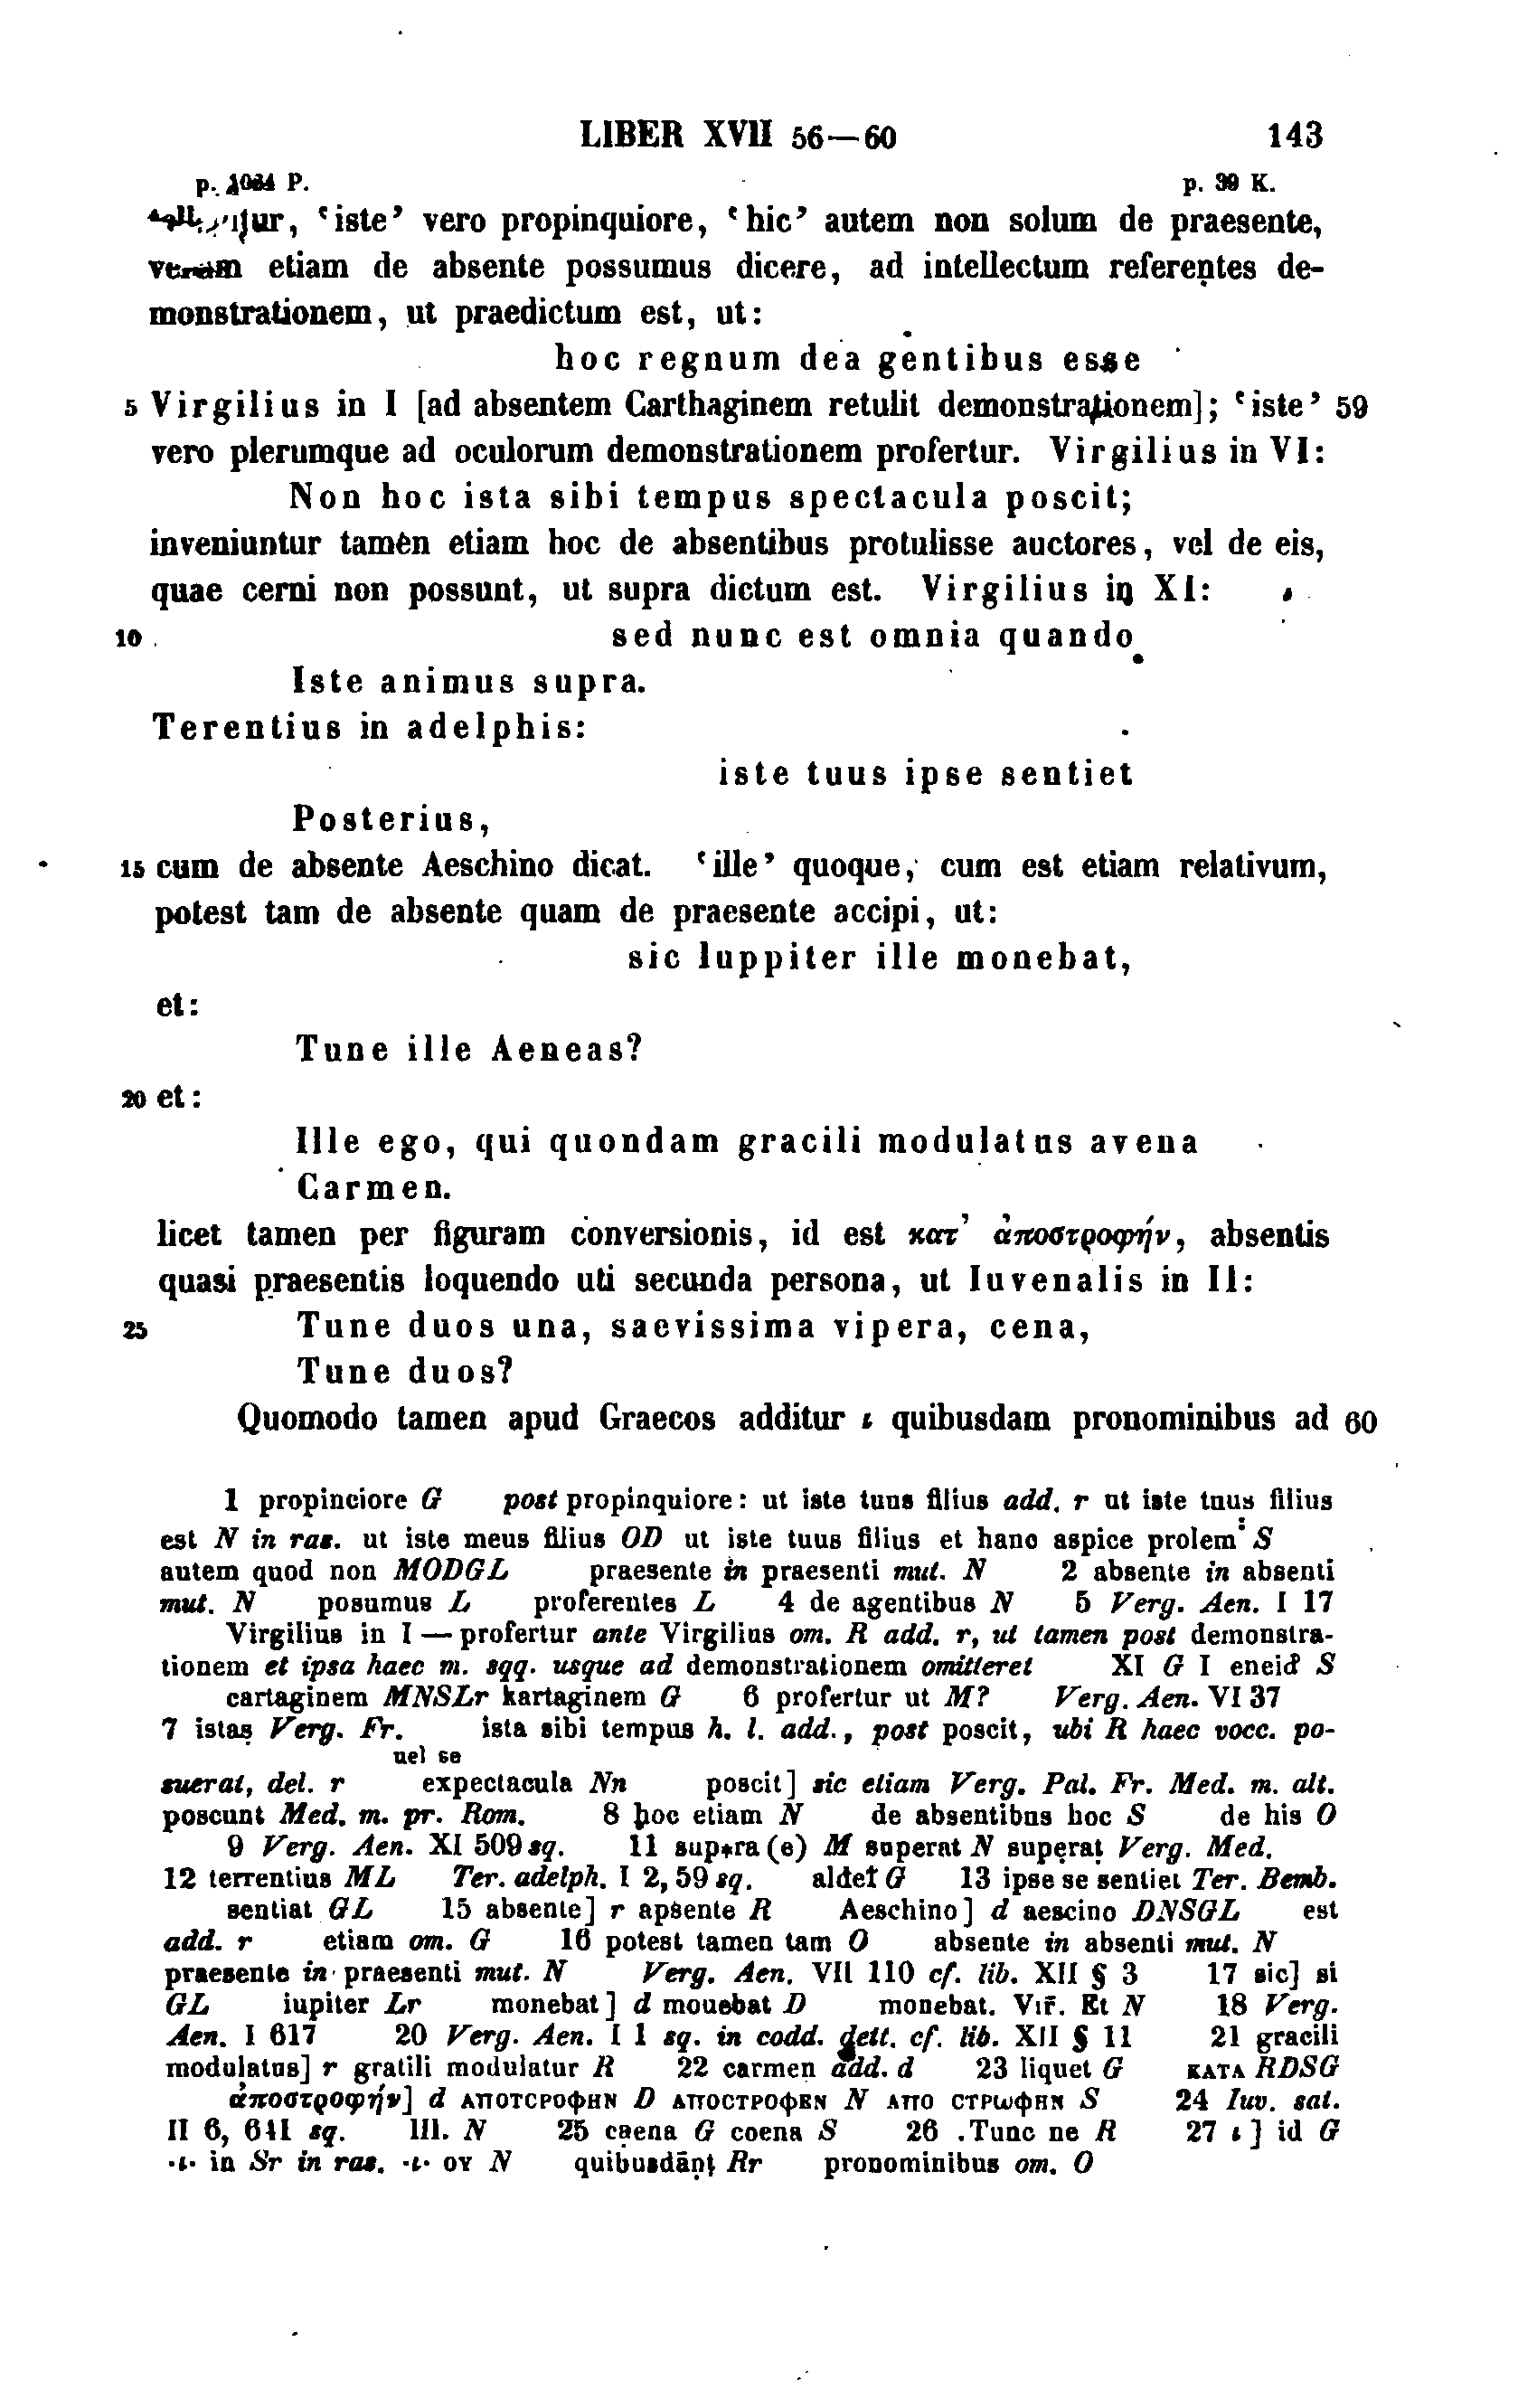 LIBER XVII 56—60 143
p. 1064 P. p. 39 K.
'iste' vero propinquiore, 'hic' autem non solum de praesente,
verum etiam de absente possumus dicere, ad intellectum referentes de-
monstrationem, ut praedictum est, ut:
hoc regnum dea gentibus esse
5 Virgilius in I [ad absentem Carthaginem retulit demonstrationem]; 'iste' 59
vero plerumque ad oculorum demonstrationem profertur. Virgilius in VI:
Non hoc ista sibi tempus spectacula poscit;
inveniuntur tamen etiam hoc de absentibus protulisse auctores, vel de eis,
quae cerni non possunt, ut supra dictum est. Virgilius in XI:
10 sed nunc est omnia quando
Iste animus supra.
Terentius in adelphis:
iste tuus ipse sentiet
Posterius,
15 cum de absente Aeschino dicat. 'ille' quoque, cum est etiam relativum,
potest tam de absente quam de praesente accipi, ut:
sic Iuppiter ille monebat,
et:
Tune ille Aeneas?
20 et:
Ille ego, qui quondam gracili modulatus avena
Carmen.
licet tamen per figuram conversionis, id est κατ' ἀποστροφήν, absentis
quasi praesentis loquendo uti secunda persona, ut Iuvenalis in II:
25 Tune duos una, saevissima vipera, cena,
Tune duos?
Quomodo tamen apud Graecos additur ι quibusdam pronominibus ad 60
1 propinciore G post propinquiore: ut iste tuus filius add. r ut iste tuus filius
est N in ras. ut iste meus filius OD ut iste tuus filius et hanc aspice prolem S
autem quod non MODGL praesente in praesenti mut. N 2 absente in absenti
mut. N posumus L proferentes L 4 de agentibus N 5 Verg. Aen. I 17
Virgilius in I — profertur ante Virgilius om. R add. r, ut tamen post demonstra-
tionem et ipsa haec m. sqq. usque ad demonstrationem omitteret XI G I eneid S
cartaginem MNSLr kartaginem G 6 profertur ut M? Verg. Aen. VI 37
7 istas Verg. Fr. ista sibi tempus h. l. add., post poscit, ubi R haec vocc. po-
uel se
suerat, del. r expectacula Nn poscit] sic etiam Verg. Pal. Fr. Med. m. alt.
poscunt Med. m. pr. Rom. 8 hoc etiam N de absentibus hoc S de his O
9 Verg. Aen. XI 509 sq. 11 sup*ra (e) M superat N superat Verg. Med.
12 terrentius ML Ter. adelph. I 2, 59 sq. aldef G 13 ipse se sentiet Ter. Bemb.
sentiat GL 15 absente] r apsente R Aeschino] d aescino DNSGL est
add. r etiam om. G 16 potest tamen tam O absente in absenti mut. N
praesente in praesenti mut. N Verg. Aen. VII 110 cf. lib. XII § 3 17 sic] si
GL iupiter Lr monebat] d mouebat D monebat. Vir̄. Et N 18 Verg.
Aen. I 617 20 Verg. Aen. I 1 sq. in codd. dett. cf. lib. XII § 11 21 gracili
modulatus] r gratili modulatur R 22 carmen add. d 23 liquet G ΚΑΤΑ RDSG
ἀποστροφήν] d ΑΠΟΤϹΡΟΦΗΝ D ΑΠΟϹΤΡΟΦΕΝ N ΑΠΟ ϹΤΡωΦΗΝ S 24 Iuv. sat.
II 6, 641 sq. III. N 25 caena G coena S 26 .Tunc ne R 27 ι] id G
·ι· in Sr in ras. ·ι· ΟΥ N quibusdānt Rr pronominibus om. O